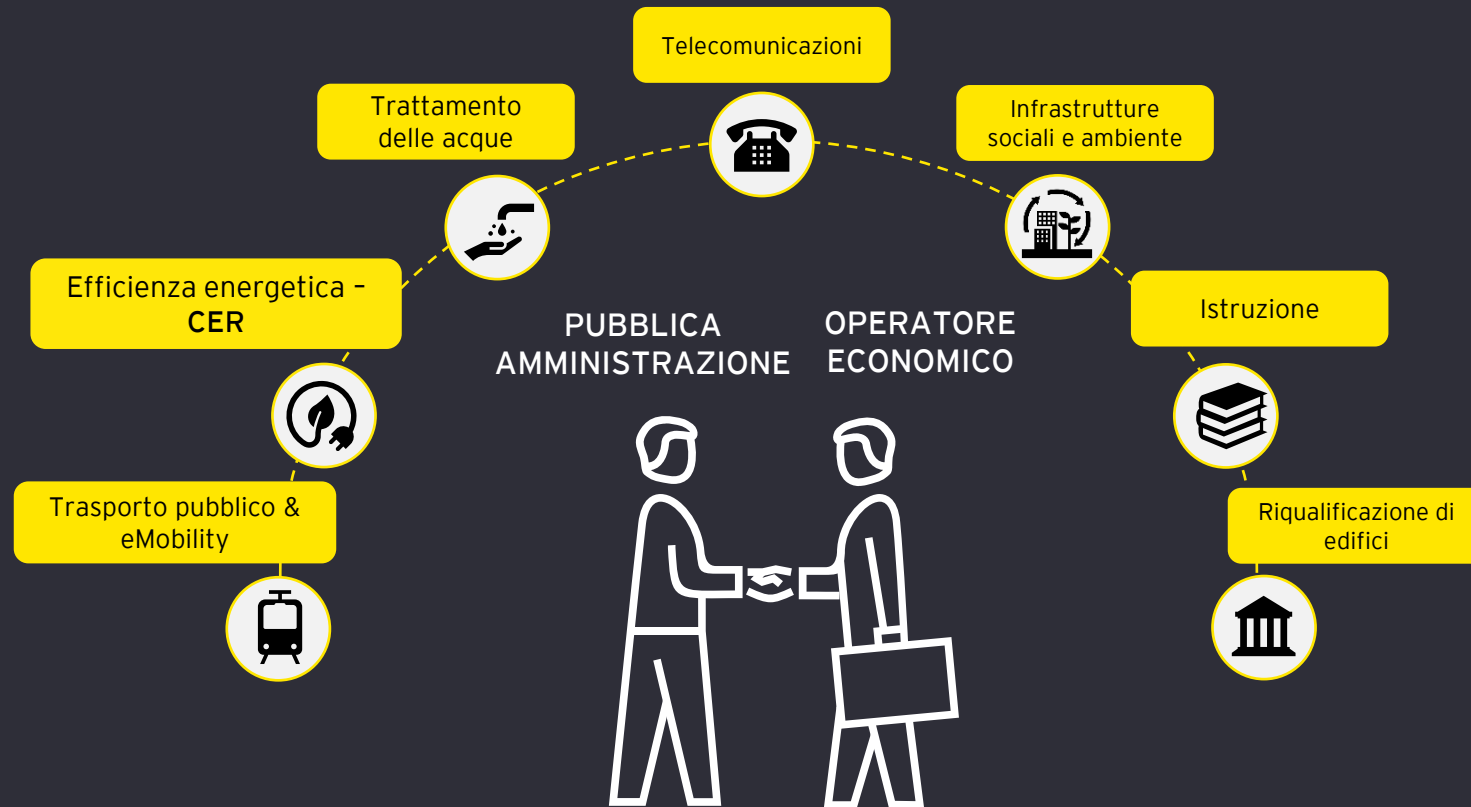 Telecomunicazioni
Trattamento
delle acque
Infrastrutture
sociali e ambiente
Efficienza energetica –
CER
Istruzione
PUBBLICA
AMMINISTRAZIONE
OPERATORE
ECONOMICO
Trasporto pubblico &
eMobility
Riqualificazione di
edifici